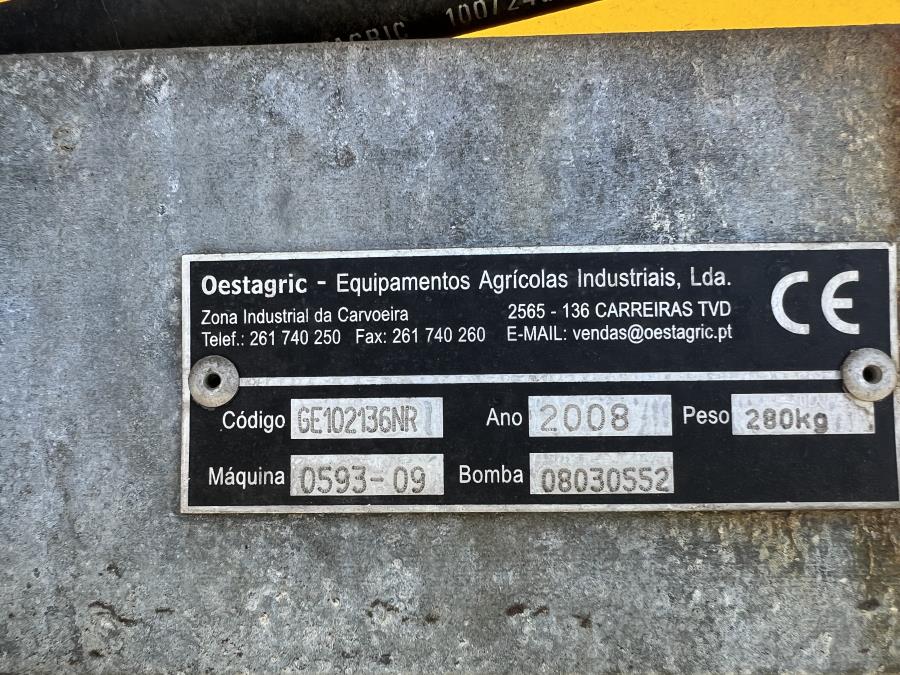 Oestagric - Equipamentos Agrícolas Industriais, Lda.
Zona Industrial da Carvoeira 2565 - 136 CARREIRAS TVD
Telef.: 261 740 250 Fax: 261 740 260 E-MAIL: vendas@oestagric.pt
CE
Código GE102136NR Ano 2008 Peso 280kg
Máquina 0593-09 Bomba 08030552